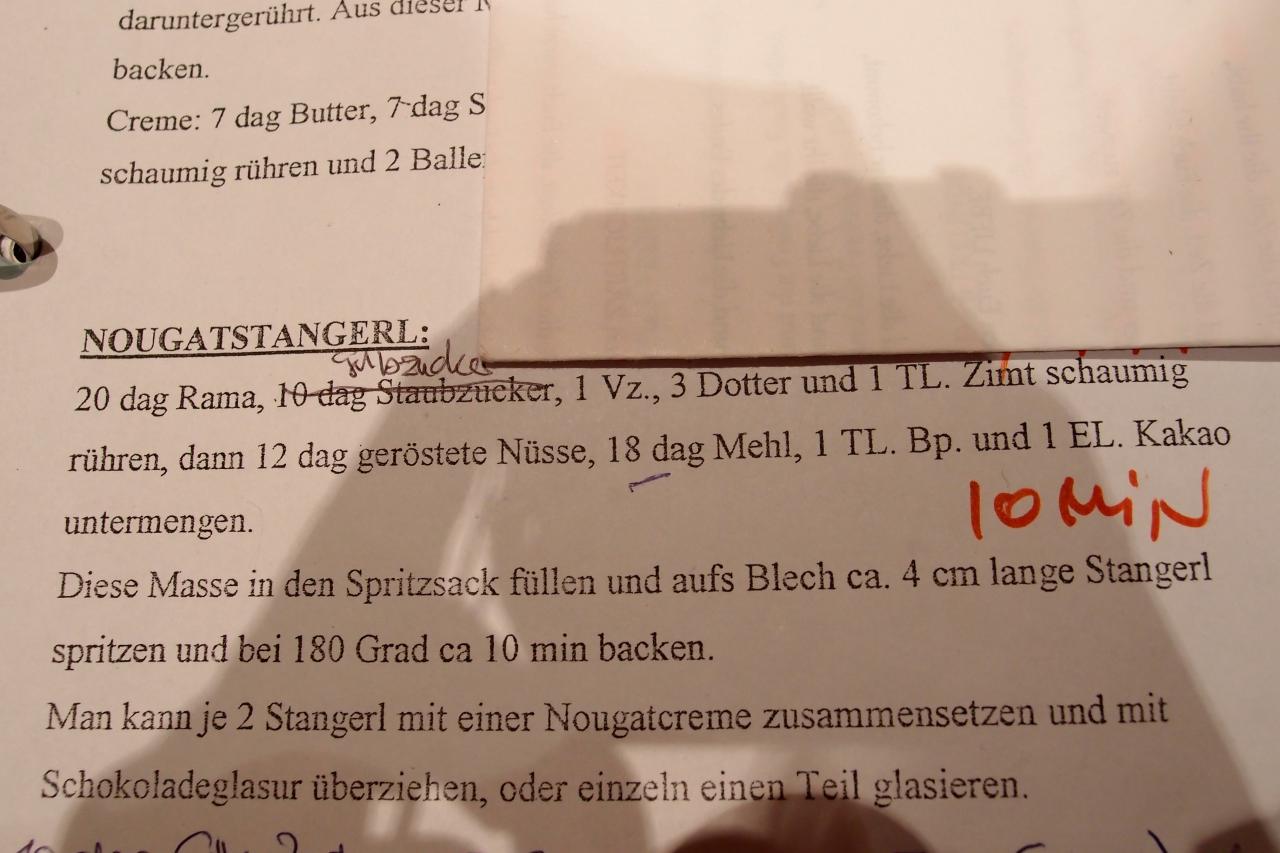 daruntergerührt. Aus dieser
backen.
Creme: 7 dag Butter, 7 dag S
schaumig rühren und 2 Balle
NOUGATSTANGERL:
20 dag Rama, 10 dag Staubzucker, 1 Vz., 3 Dotter und 1 TL. Zimt schaumig
rühren, dann 12 dag geröstete Nüsse, 18 dag Mehl, 1 TL. Bp. und 1 EL. Kakao
10 MiN
untermengen.
Diese Masse in den Spritzsack füllen und aufs Blech ca. 4 cm lange Stangerl
spritzen und bei 180 Grad ca 10 min backen.
Man kann je 2 Stangerl mit einer Nougatcreme zusammensetzen und mit
Schokoladeglasur überziehen, oder einzeln einen Teil glasieren.